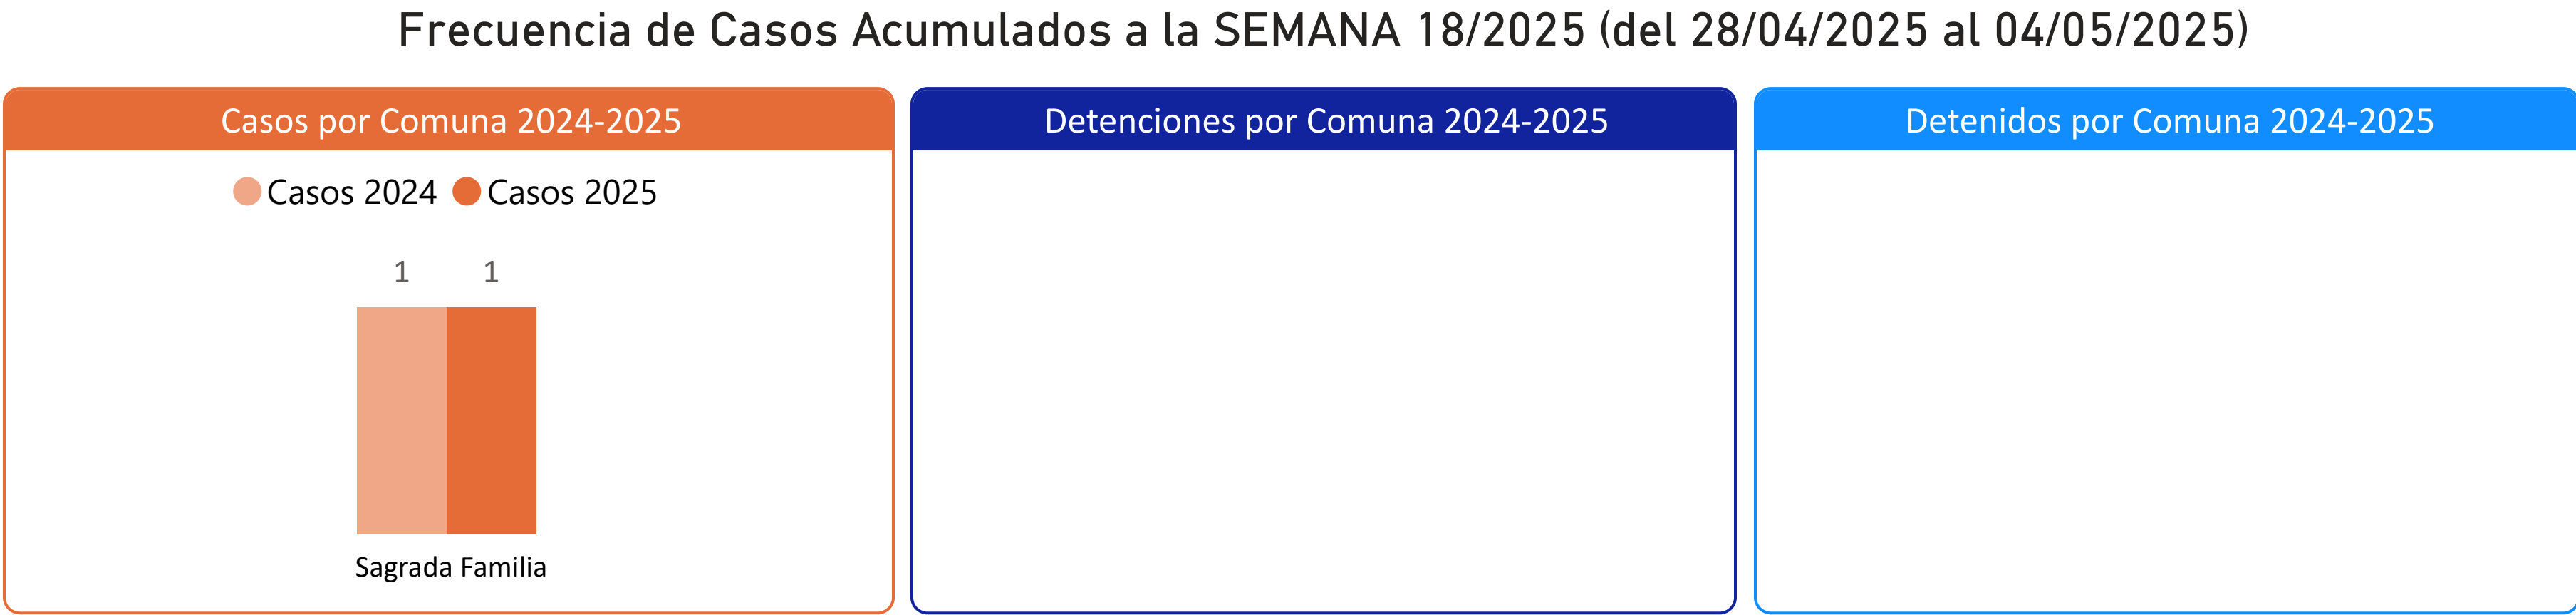 Frecuencia de Casos Acumulados a la SEMANA 18/2025 (del 28/04/2025 al 04/05/2025)
Casos por Comuna 2024-2025
Casos 2024 Casos 2025
1 1
Sagrada Familia
Detenciones por Comuna 2024-2025
Detenidos por Comuna 2024-2025